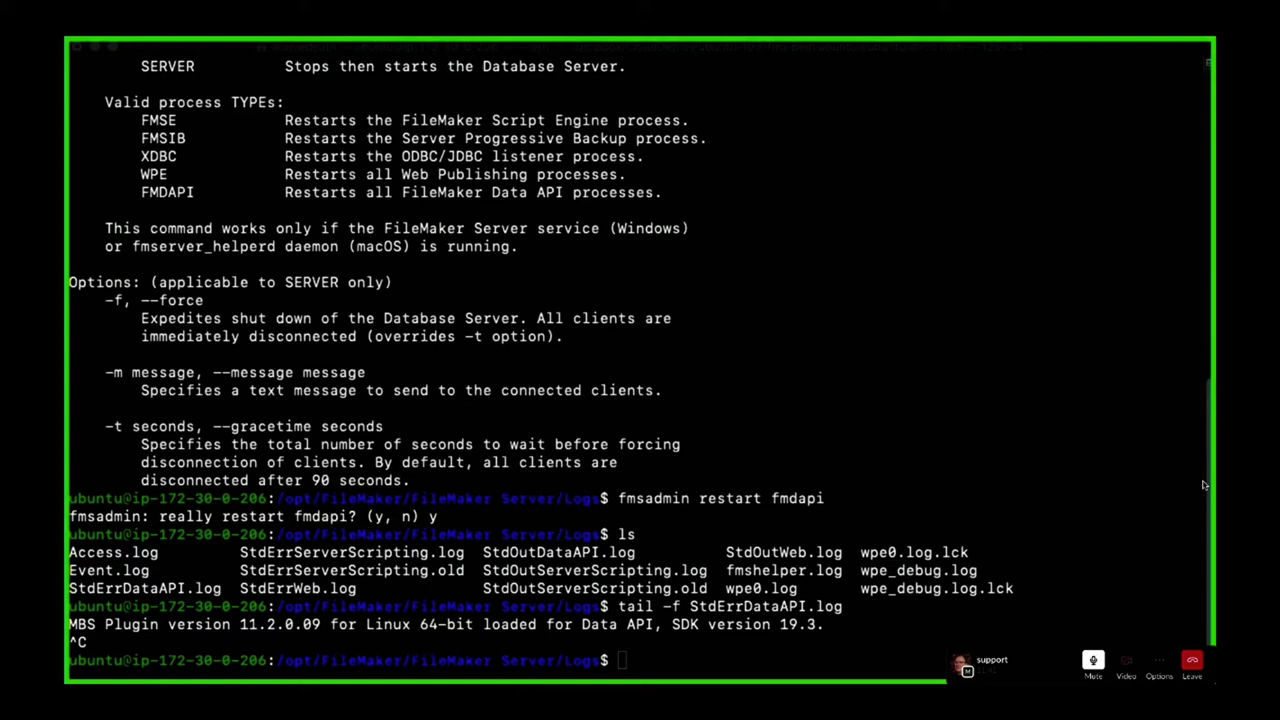 SERVER Stops then starts the Database Server.
Valid process TYPEs:
FMSE Restarts the FileMaker Script Engine process.
FMSIB Restarts the Server Progressive Backup process.
XDBC Restarts the ODBC/JDBC listener process.
WPE Restarts all Web Publishing processes.
FMDAPI Restarts all FileMaker Data API processes.
This command works only if the FileMaker Server service (Windows)
or fmserver_helperd daemon (macOS) is running.
Options: (applicable to SERVER only)
-f, --force
Expedites shut down of the Database Server. All clients are
immediately disconnected (overrides -t option).
-m message, --message message
Specifies a text message to send to the connected clients.
-t seconds, --gracetime seconds
Specifies the total number of seconds to wait before forcing
disconnection of clients. By default, all clients are
disconnected after 90 seconds.
ubuntu@ip-172-30-0-206:/opt/FileMaker/FileMaker Server/Logs$ fmsadmin restart fmdapi
fmsadmin: really restart fmdapi? (y, n) y
ubuntu@ip-172-30-0-206:/opt/FileMaker/FileMaker Server/Logs$ ls
Access.log StdErrServerScripting.log StdOutDataAPI.log StdOutWeb.log wpe0.log.lck
Event.log StdErrServerScripting.old StdOutServerScripting.log fmshelper.log wpe_debug.log
StdErrDataAPI.log StdErrWeb.log StdOutServerScripting.old wpe0.log wpe_debug.log.lck
ubuntu@ip-172-30-0-206:/opt/FileMaker/FileMaker Server/Logs$ tail -f StdErrDataAPI.log
MBS Plugin version 11.2.0.09 for Linux 64-bit loaded for Data API, SDK version 19.3.
^C
ubuntu@ip-172-30-0-206:/opt/FileMaker/FileMaker Server/Logs$
support
Mute Video Options Leave